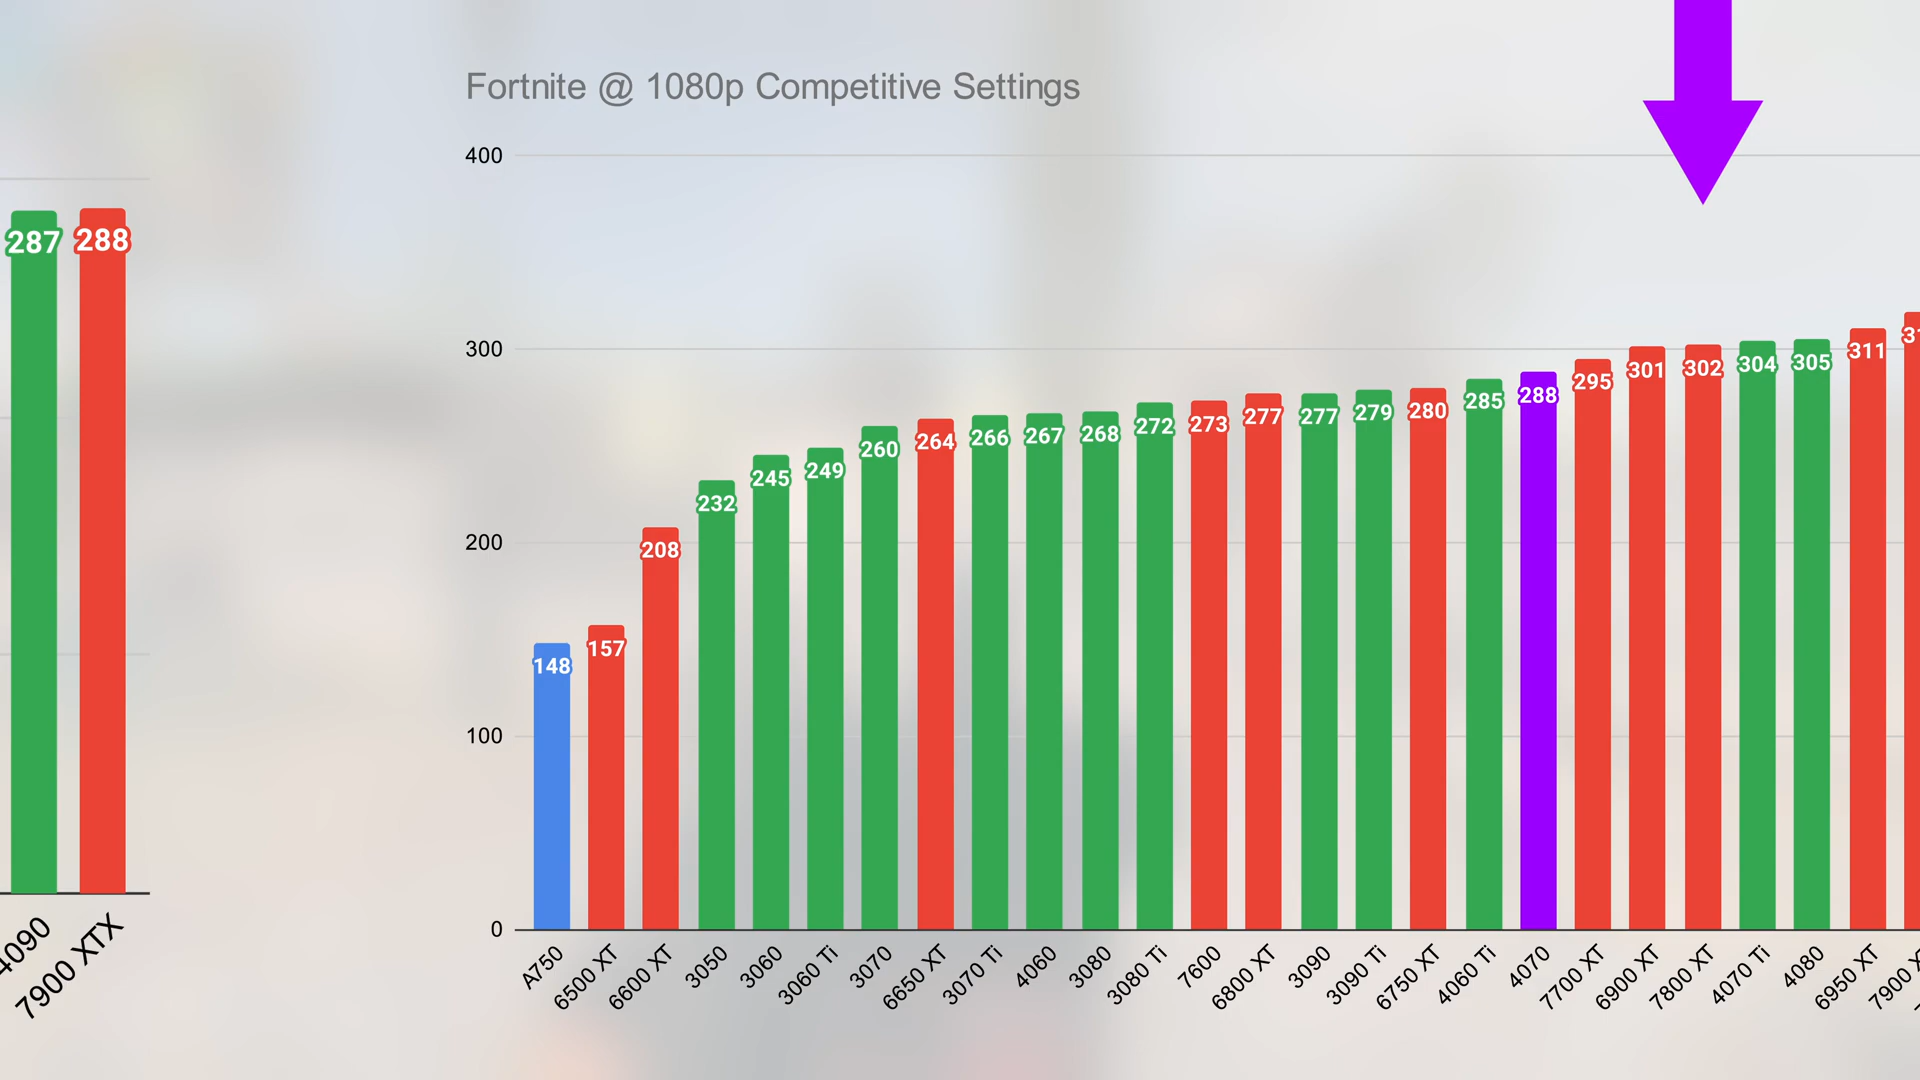 287 288
4090 7900 XTX
Fortnite @ 1080p Competitive Settings
400
300
200
100
0
148 157 208 232 245 249 260 264 266 267 268 272 273 277 277 279 280 285 288 295 301 302 304 305 311
A750 6500 XT 6600 XT 3050 3060 3060 Ti 3070 6650 XT 3070 Ti 4060 3080 3080 Ti 7600 6800 XT 3090 3090 Ti 6750 XT 4060 Ti 4070 7700 XT 6900 XT 7800 XT 4070 Ti 4080 6950 XT 7900